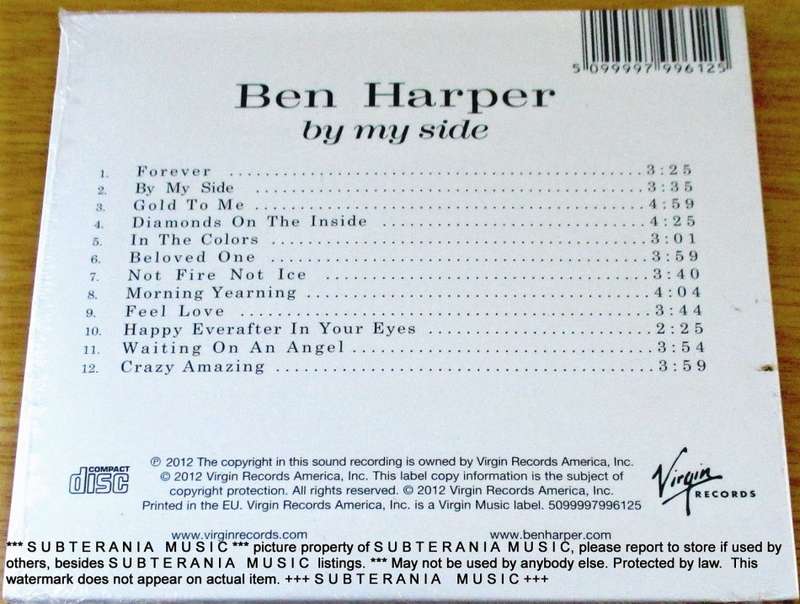 5 099997 996125
Ben Harper
by my side
1. Forever ........................................ 3:25
2. By My Side ........................................ 3:35
3. Gold To Me ........................................ 4:59
4. Diamonds On The Inside ........................................ 4:25
5. In The Colors ........................................ 3:01
6. Beloved One ........................................ 3:59
7. Not Fire Not Ice ........................................ 3:40
8. Morning Yearning ........................................ 4:04
9. Feel Love ........................................ 3:44
10. Happy Everafter In Your Eyes ........................................ 2:25
11. Waiting On An Angel ........................................ 3:54
12. Crazy Amazing ........................................ 3:59
COMPACT
disc
℗ 2012 The copyright in this sound recording is owned by Virgin Records America, Inc.
© 2012 Virgin Records America, Inc. This label copy information is the subject of
copyright protection. All rights reserved. © 2012 Virgin Records America, Inc.
Printed in the EU. Virgin Records America, Inc. is a Virgin Music label. 5099997996125
Virgin
RECORDS
www.virginrecords.com www.benharper.com
*** S U B T E R A N I A M U S I C *** picture property of S U B T E R A N I A M U S I C, please report to store if used by
others, besides S U B T E R A N I A M U S I C listings. *** May not be used by anybody else. Protected by law. This
watermark does not appear on actual item. +++ S U B T E R A N I A M U S I C +++